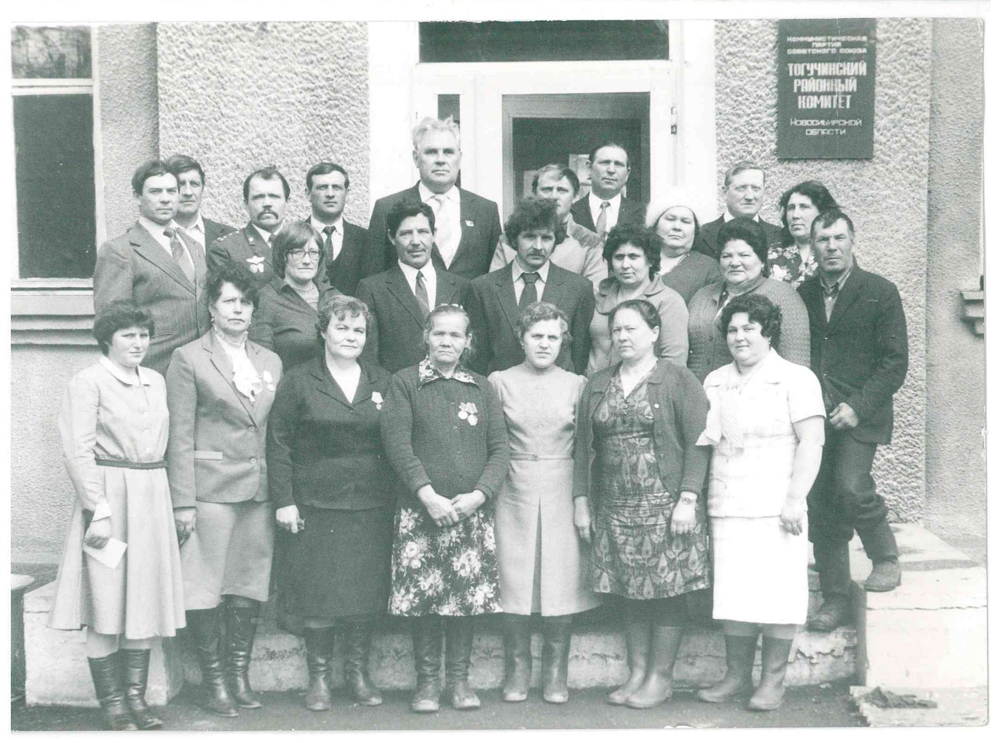 КОММУНИСТИЧЕСКАЯ
ПАРТИЯ
СОВЕТСКОГО СОЮЗА
ТОГУЧИНСКИЙ
РАЙОННЫЙ
КОМИТЕТ
НОВОСИБИРСКОЙ
ОБЛАСТИ